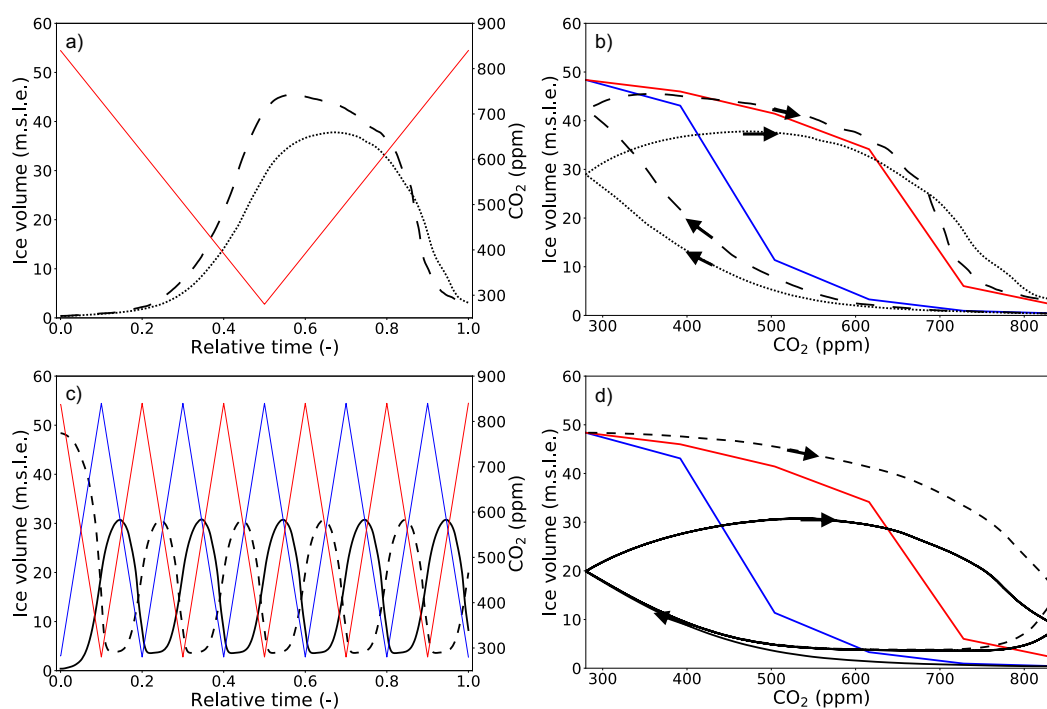 a)
Ice volume (m.s.l.e.)
60
50
40
30
20
10
0
0.0 0.2 0.4 0.6 0.8 1.0
Relative time (-)
900
800
700
600
500
400
300
CO₂ (ppm)
b)
Ice volume (m.s.l.e.)
60
50
40
30
20
10
0
300 400 500 600 700 800
CO₂ (ppm)
c)
Ice volume (m.s.l.e.)
60
50
40
30
20
10
0
0.0 0.2 0.4 0.6 0.8 1.0
Relative time (-)
900
800
700
600
500
400
300
CO₂ (ppm)
d)
Ice volume (m.s.l.e.)
60
50
40
30
20
10
0
300 400 500 600 700 800
CO₂ (ppm)